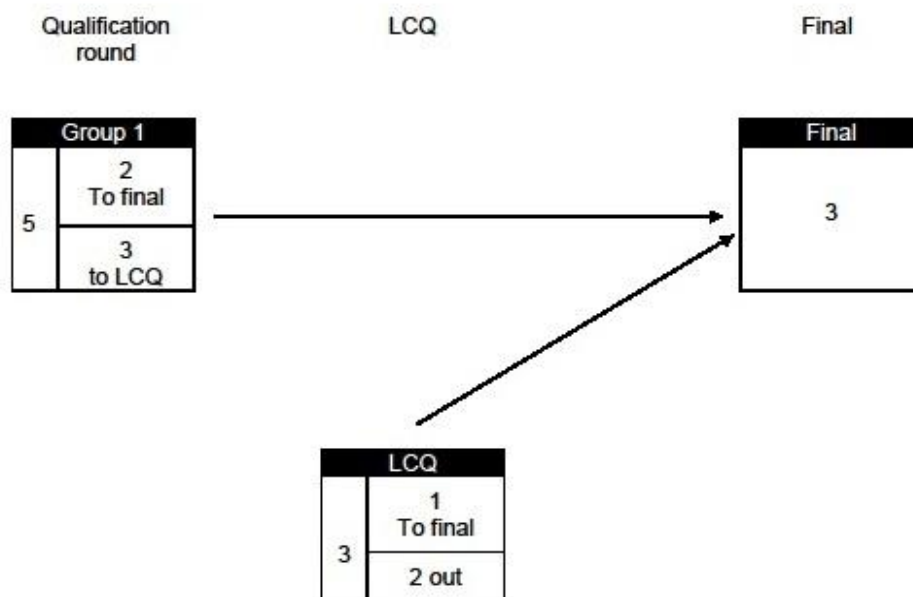 Qualification
round
LCQ
Final
Group 1
5
2
To final
3
to LCQ
Final
3
LCQ
3
1
To final
2 out